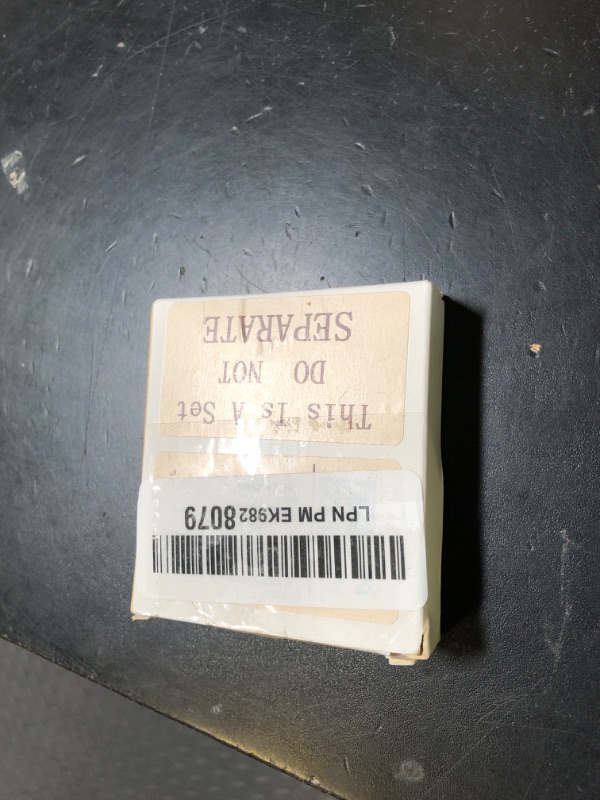 This Is A Set
DO NOT
SEPARATE
LPN PM EK9828079